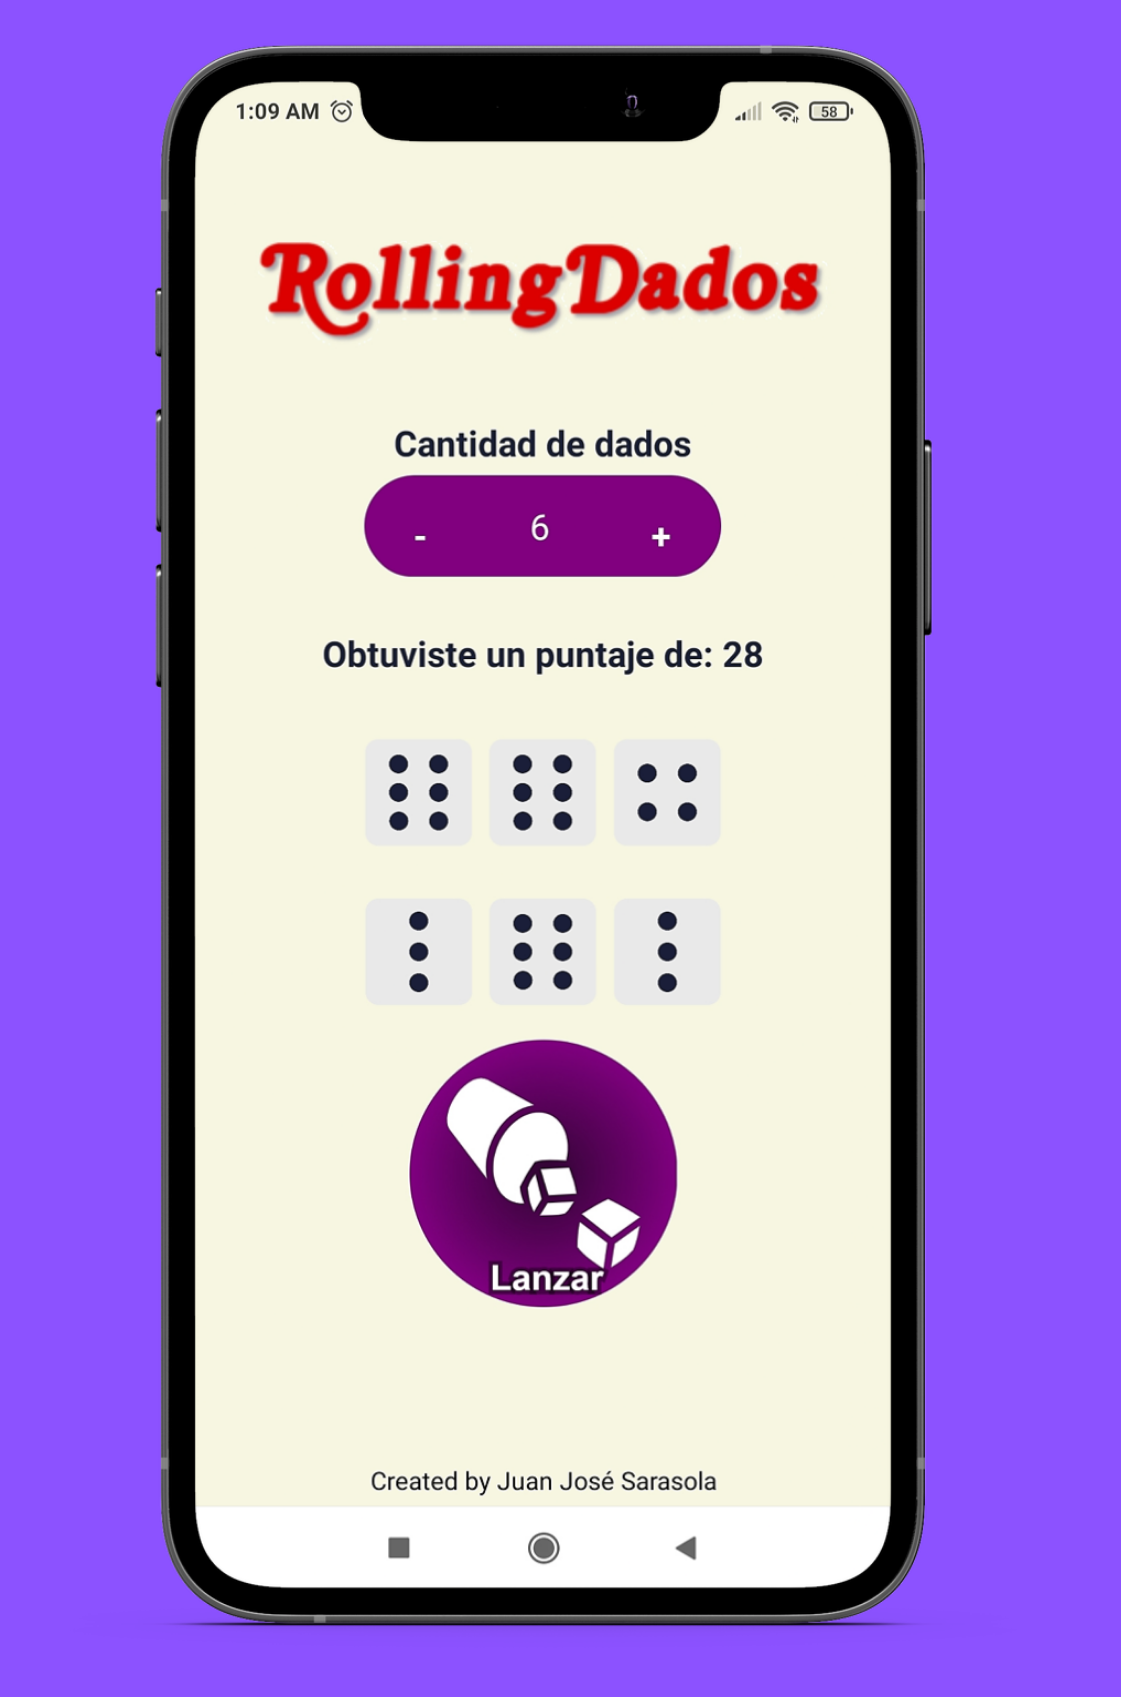 1:09 AM
58
RollingDados
Cantidad de dados
- 6 +
Obtuviste un puntaje de: 28
Lanzar
Created by Juan José Sarasola